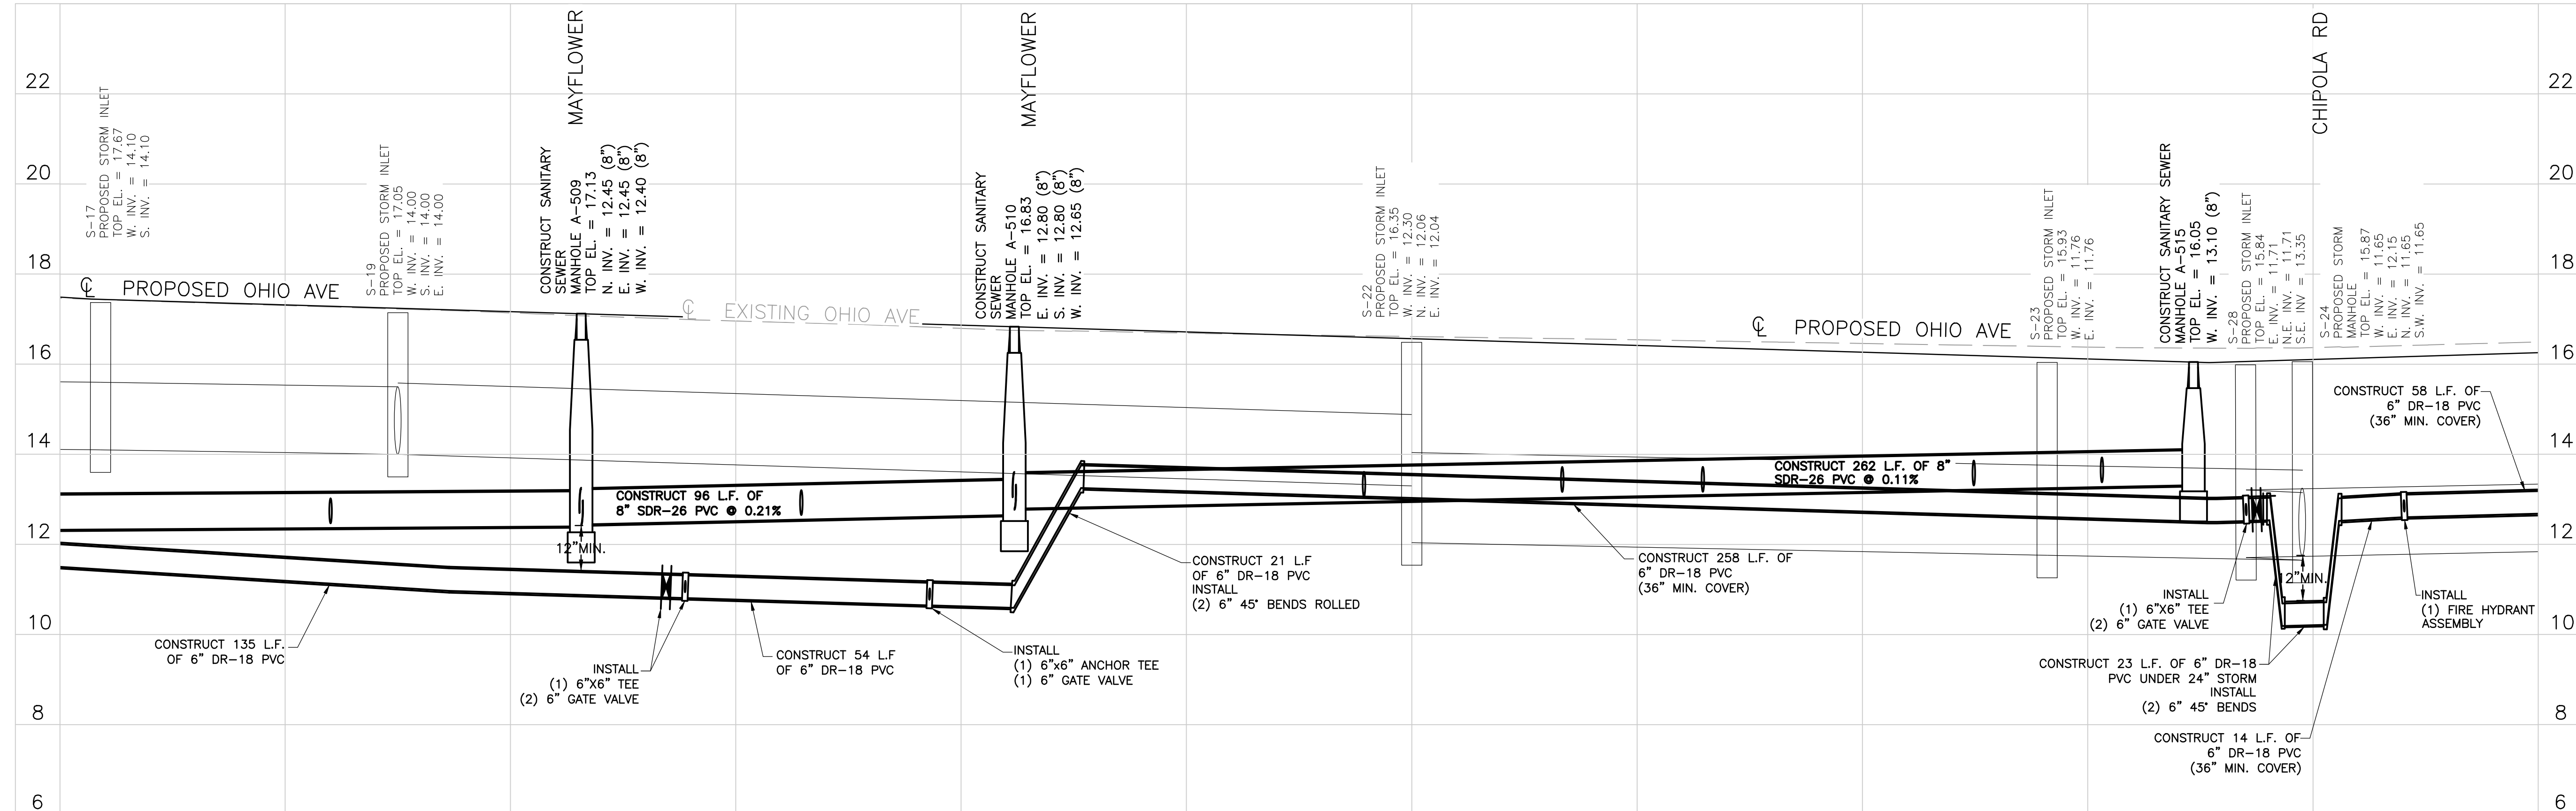 22
20
18
16
14
12
10
8
6
S-17
PROPOSED STORM INLET
TOP EL. = 17.67
W. INV. = 14.10
S. INV. = 14.10
℄ PROPOSED OHIO AVE
S-19
PROPOSED STORM INLET
TOP EL. = 17.05
W. INV. = 14.00
S. INV. = 14.00
E. INV. = 14.00
MAYFLOWER
CONSTRUCT SANITARY
SEWER
MANHOLE A-509
TOP EL. = 17.13
N. INV. = 12.45 (8")
E. INV. = 12.45 (8")
W. INV. = 12.40 (8")
℄ EXISTING OHIO AVE
MAYFLOWER
CONSTRUCT SANITARY
SEWER
MANHOLE A-510
TOP EL. = 16.83
E. INV. = 12.80 (8")
S. INV. = 12.80 (8")
W. INV. = 12.65 (8")
S-22
PROPOSED STORM INLET
TOP EL. = 16.35
W. INV. = 12.30
N. INV. = 12.06
E. INV. = 12.04
℄ PROPOSED OHIO AVE
S-23
PROPOSED STORM INLET
TOP EL. = 15.93
W. INV. = 11.76
E. INV. = 11.76
CONSTRUCT SANITARY SEWER
MANHOLE A-515
TOP EL. = 16.05
W. INV. = 13.10 (8")
S-28
PROPOSED STORM INLET
TOP EL. = 15.84
E. INV. = 11.71
N.E. INV. = 11.71
S.E. INV = 13.35
CHIPOLA RD
S-24
PROPOSED STORM
MANHOLE
TOP EL. = 15.87
W. INV. = 11.65
E. INV. = 12.15
N. INV. = 11.65
S.W. INV. = 11.65
CONSTRUCT 96 L.F. OF
8" SDR-26 PVC @ 0.21%
12"MIN.
CONSTRUCT 262 L.F. OF 8"
SDR-26 PVC @ 0.11%
CONSTRUCT 58 L.F. OF
6" DR-18 PVC
(36" MIN. COVER)
CONSTRUCT 135 L.F.
OF 6" DR-18 PVC
INSTALL
(1) 6"X6" TEE
(2) 6" GATE VALVE
CONSTRUCT 54 L.F
OF 6" DR-18 PVC
INSTALL
(1) 6"x6" ANCHOR TEE
(1) 6" GATE VALVE
CONSTRUCT 21 L.F
OF 6" DR-18 PVC
INSTALL
(2) 6" 45° BENDS ROLLED
CONSTRUCT 258 L.F. OF
6" DR-18 PVC
(36" MIN. COVER)
INSTALL
(1) 6"X6" TEE
(2) 6" GATE VALVE
12"MIN.
INSTALL
(1) FIRE HYDRANT
ASSEMBLY
CONSTRUCT 23 L.F. OF 6" DR-18
PVC UNDER 24" STORM
INSTALL
(2) 6" 45° BENDS
CONSTRUCT 14 L.F. OF
6" DR-18 PVC
(36" MIN. COVER)
22
20
18
16
14
12
10
8
6